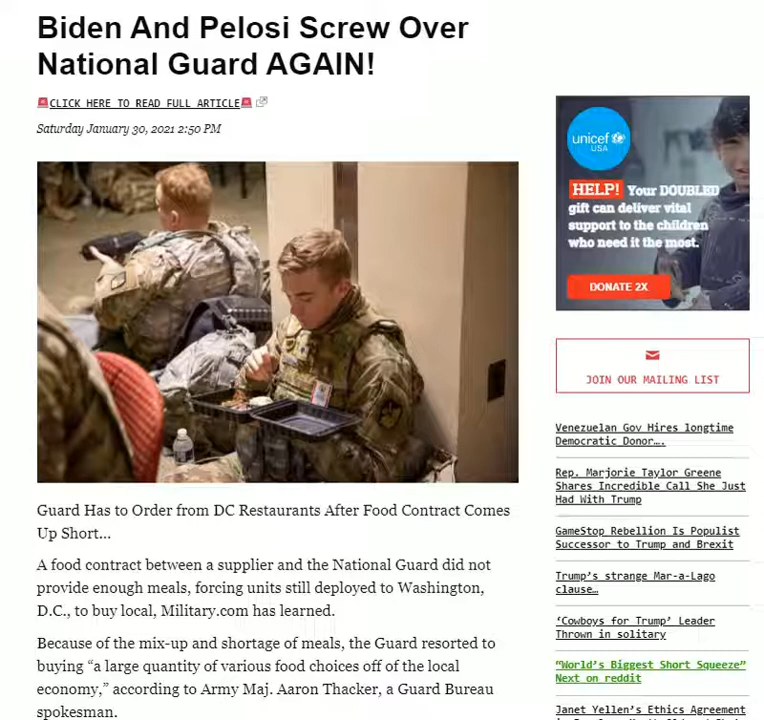 Biden And Pelosi Screw Over
National Guard AGAIN!
🚨CLICK HERE TO READ FULL ARTICLE🚨
Saturday January 30, 2021 2:50 PM
Guard Has to Order from DC Restaurants After Food Contract Comes
Up Short...
A food contract between a supplier and the National Guard did not
provide enough meals, forcing units still deployed to Washington,
D.C., to buy local, Military.com has learned.
Because of the mix-up and shortage of meals, the Guard resorted to
buying “a large quantity of various food choices off of the local
economy,” according to Army Maj. Aaron Thacker, a Guard Bureau
spokesman.
unicef
USA
HELP! Your DOUBLED
gift can deliver vital
support to the children
who need it the most.
DONATE 2X
JOIN OUR MAILING LIST
Venezuelan Gov Hires longtime
Democratic Donor….
Rep. Marjorie Taylor Greene
Shares Incredible Call She Just
Had With Trump
GameStop Rebellion Is Populist
Successor to Trump and Brexit
Trump’s strange Mar-a-Lago
clause…
‘Cowboys for Trump’ Leader
Thrown in solitary
“World’s Biggest Short Squeeze”
Next on reddit
Janet Yellen’s Ethics Agreement